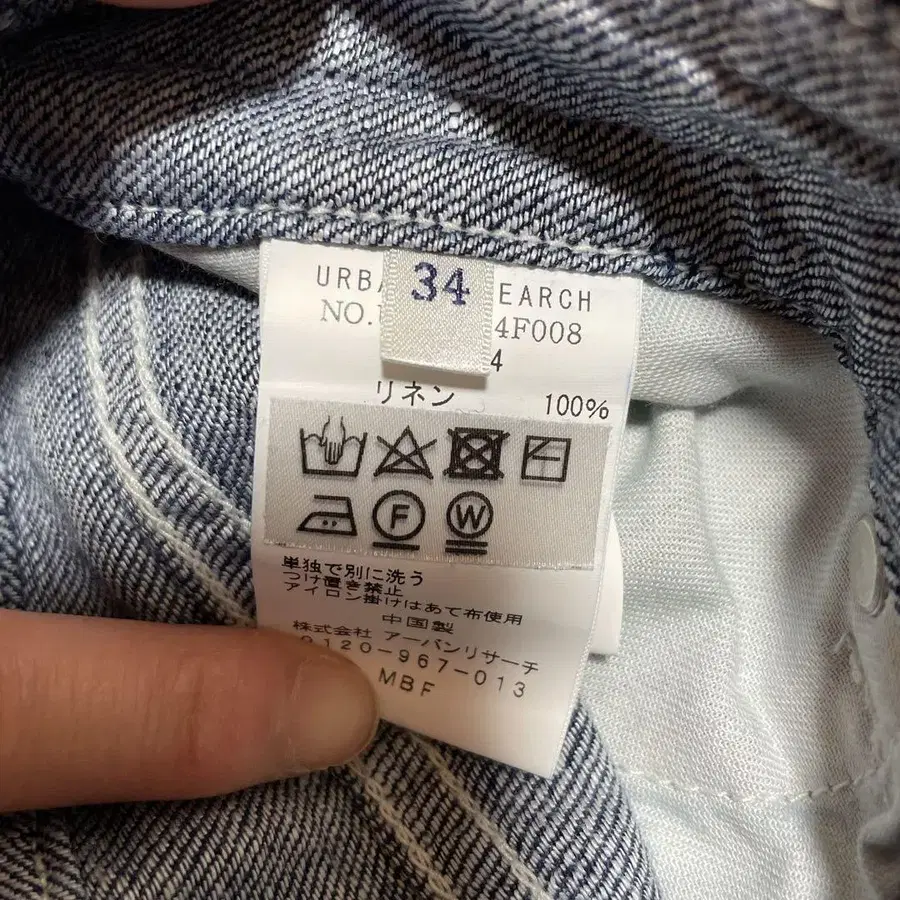 34
URBA EARCH
NO. 4F008
4
リネン 100%
F W
単独で別に洗う
つけ置き禁止
アイロン掛けはあて布使用
中国製
株式会社 アーバンリサーチ
0120-967-013
MBF